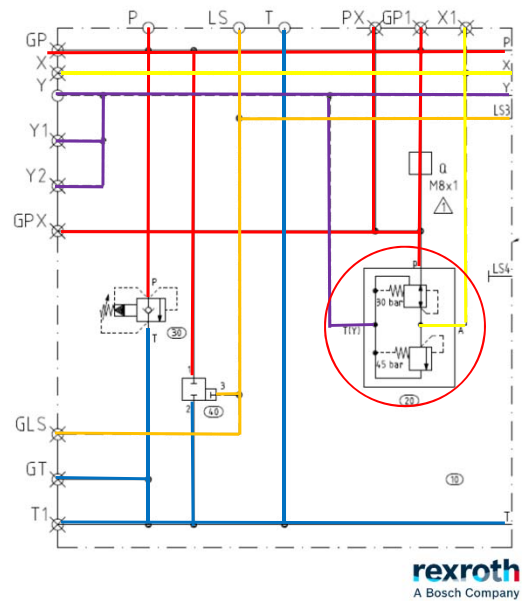 P LS T PX GP1 X1
GP P
X X
Y Y
LS3
Y1
ü
M8x1
Y2
1
GPX
P
LS4
P
30 bar
T(Y) A
T 30
45 bar
1
3
20
2 40
GLS
GT
10
T1 T
rexroth
A Bosch Company